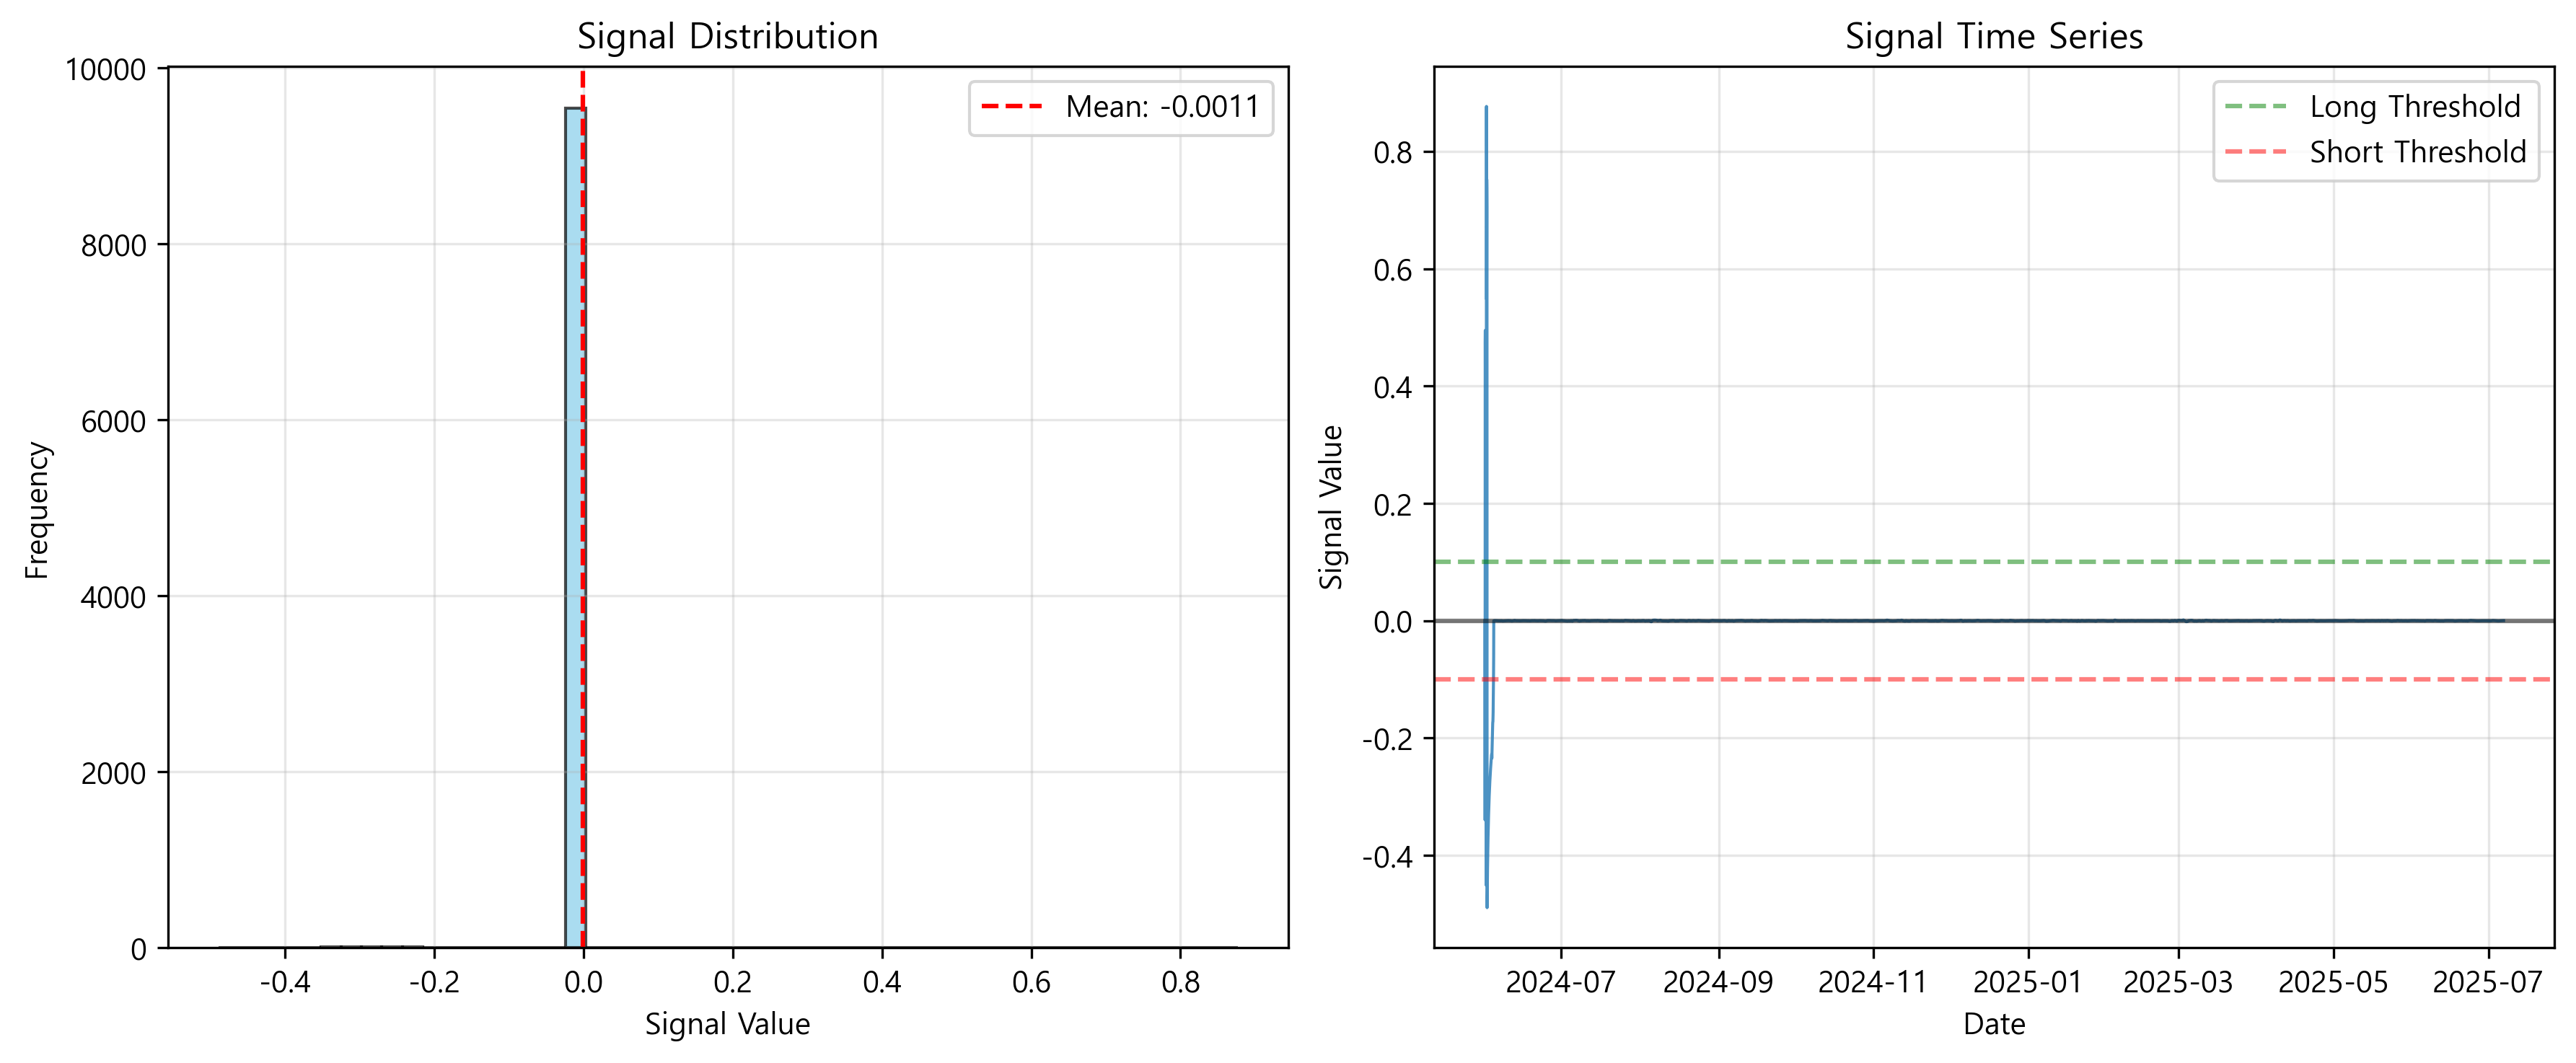 Signal Distribution
10000
8000
6000
4000
2000
0
Frequency
Mean: -0.0011
-0.4 -0.2 0.0 0.2 0.4 0.6 0.8
Signal Value
Signal Time Series
0.8
0.6
0.4
0.2
0.0
-0.2
-0.4
Signal Value
Long Threshold
Short Threshold
2024-07 2024-09 2024-11 2025-01 2025-03 2025-05 2025-07
Date